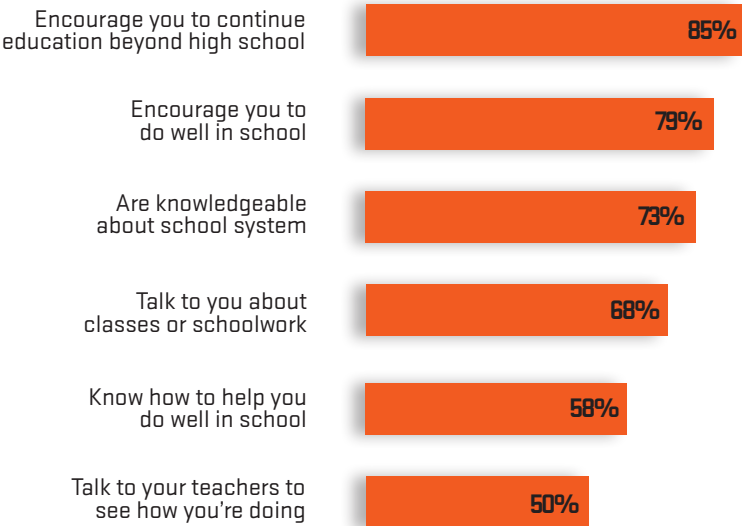 Encourage you to continue
education beyond high school
85%
Encourage you to
do well in school
79%
Are knowledgeable
about school system
73%
Talk to you about
classes or schoolwork
68%
Know how to help you
do well in school
58%
Talk to your teachers to
see how you're doing
50%